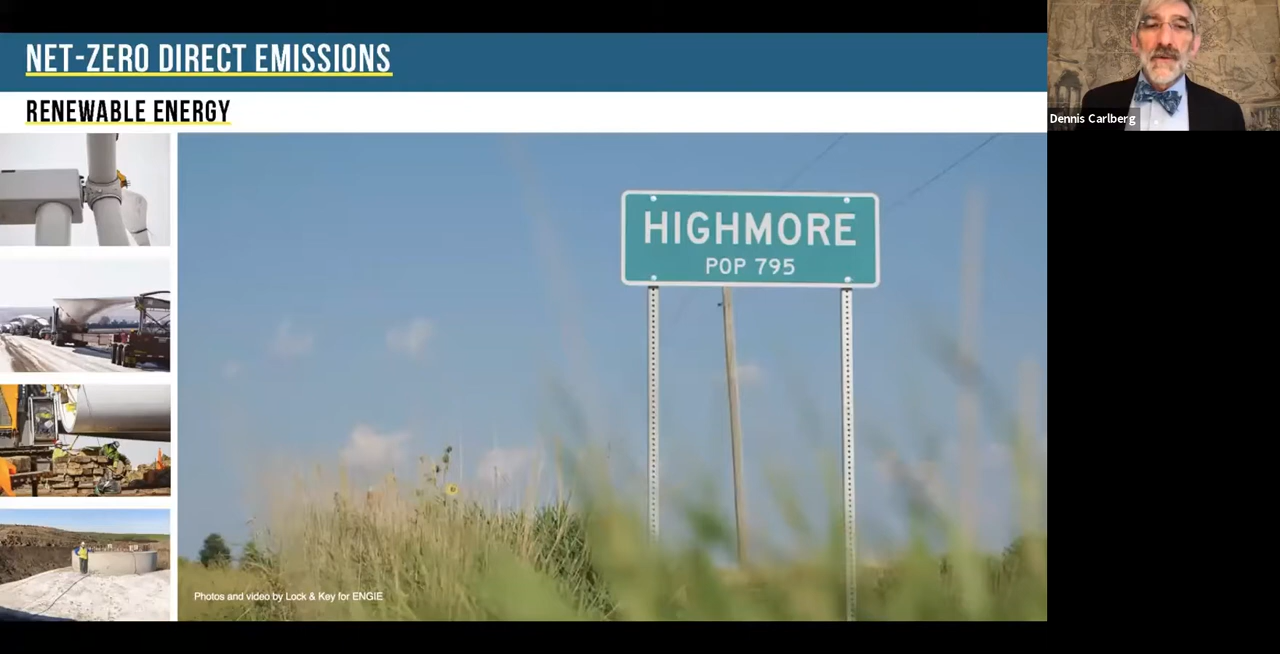 NET-ZERO DIRECT EMISSIONS
RENEWABLE ENERGY
HIGHMORE
POP 795
Photos and video by Lock & Key for ENGIE
Dennis Carlberg